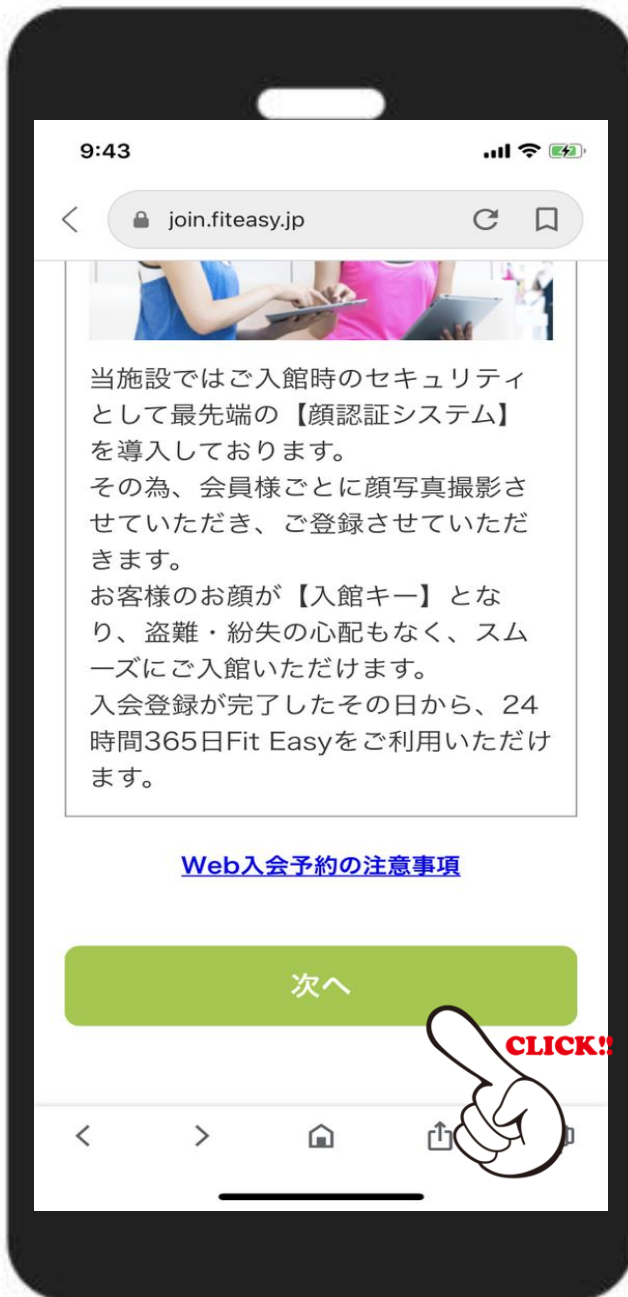 9:43
join.fiteasy.jp
当施設ではご入館時のセキュリティ
として最先端の【顔認証システム】
を導入しております。
その為、会員様ごとに顔写真撮影さ
せていただき、ご登録させていただ
きます。
お客様のお顔が【入館キー】とな
り、盗難・紛失の心配もなく、スム
ーズにご入館いただけます。
入会登録が完了したその日から、24
時間365日Fit Easyをご利用いただけ
ます。
Web入会予約の注意事項
次へ
CLICK!!